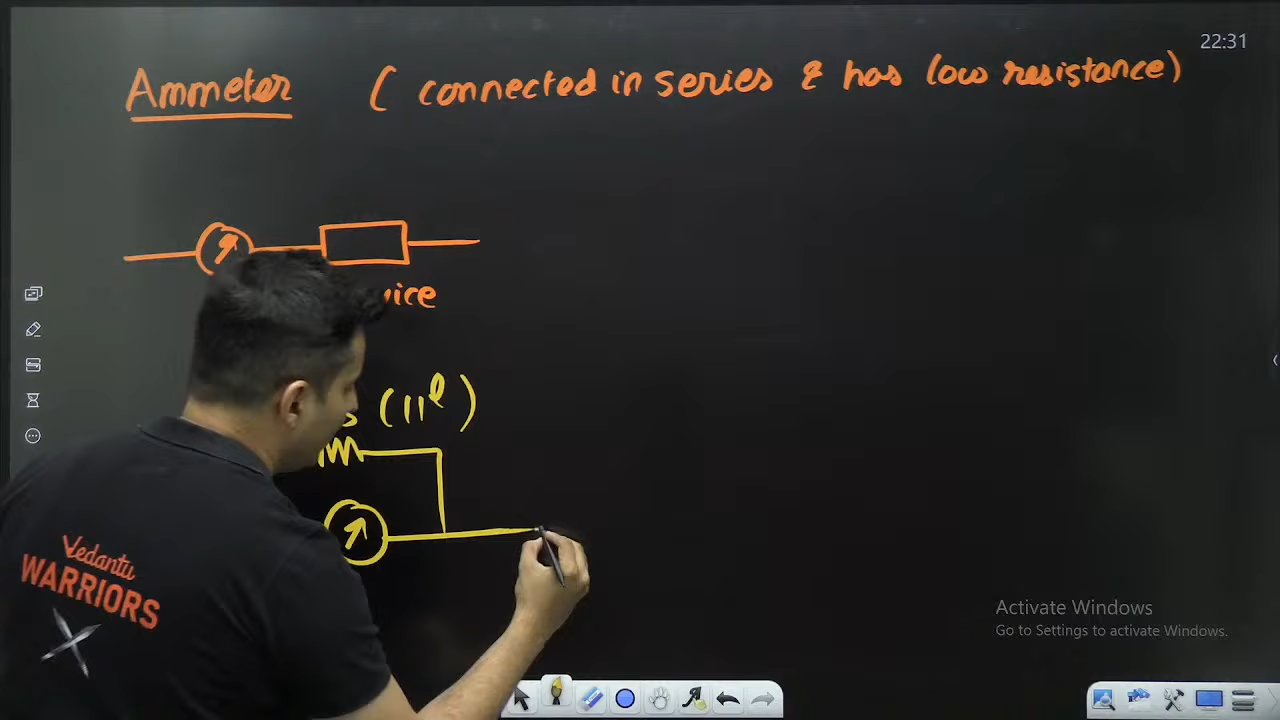 22:31
Ammeter ( connected in series & has low resistance)
(11ˡ)
Vedantu
WARRIORS
X
Activate Windows
Go to Settings to activate Windows.